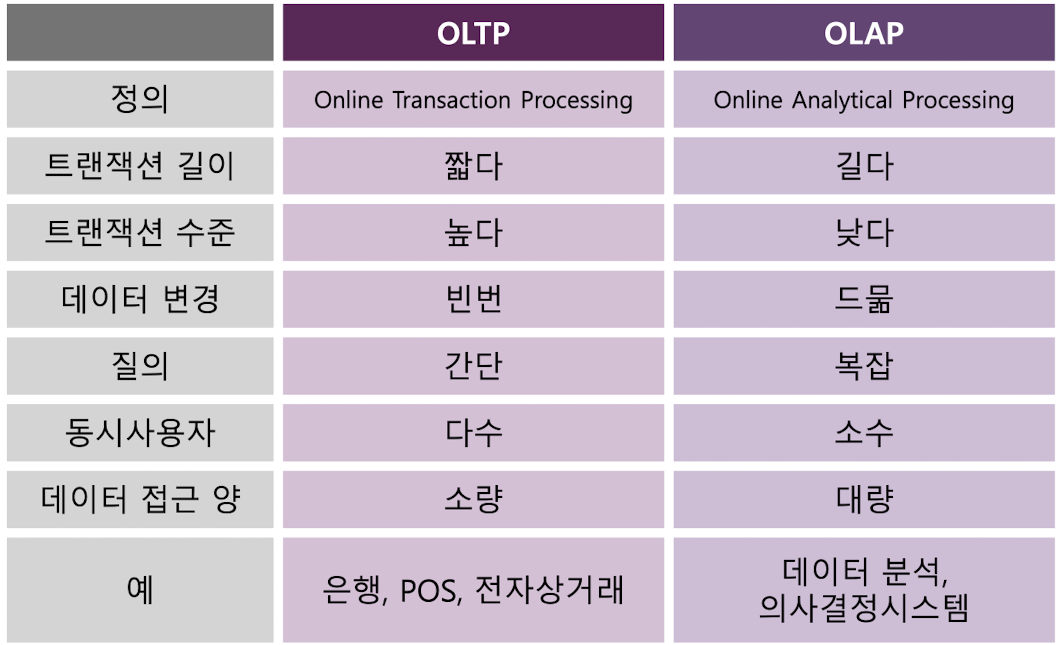 OLTP OLAP
정의 Online Transaction Processing Online Analytical Processing
트랜잭션 길이 짧다 길다
트랜잭션 수준 높다 낮다
데이터 변경 빈번 드묾
질의 간단 복잡
동시사용자 다수 소수
데이터 접근 양 소량 대량
예 은행, POS, 전자상거래 데이터 분석,
의사결정시스템